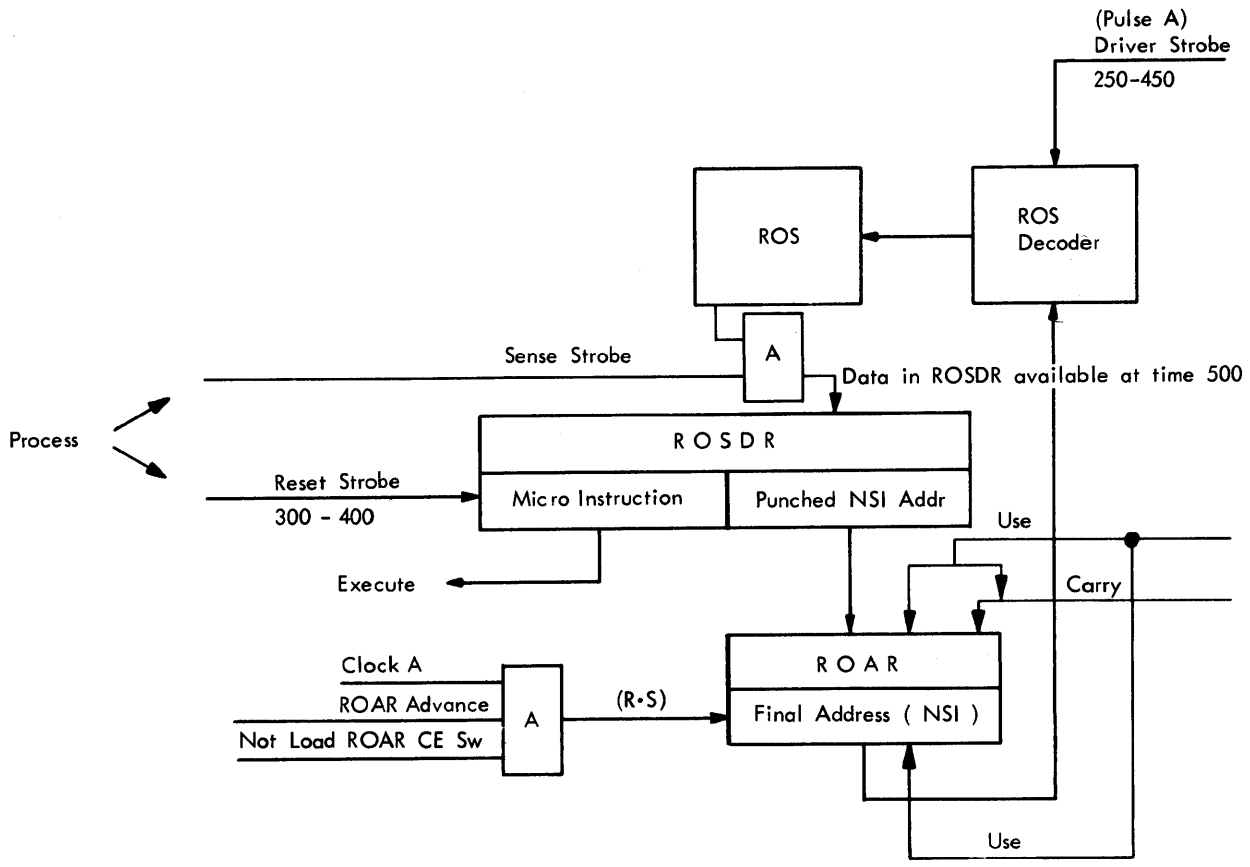 (Pulse A)
Driver Strobe
250-450
ROS
ROS
Decoder
A
Sense Strobe
Data in ROSDR available at time 500
Process
ROSDR
Reset Strobe
300 - 400
Micro Instruction
Punched NSI Addr
Use
Execute
Carry
Clock A
ROAR
ROAR Advance
A
(R•S)
Final Address ( NSI )
Not Load ROAR CE Sw
Use